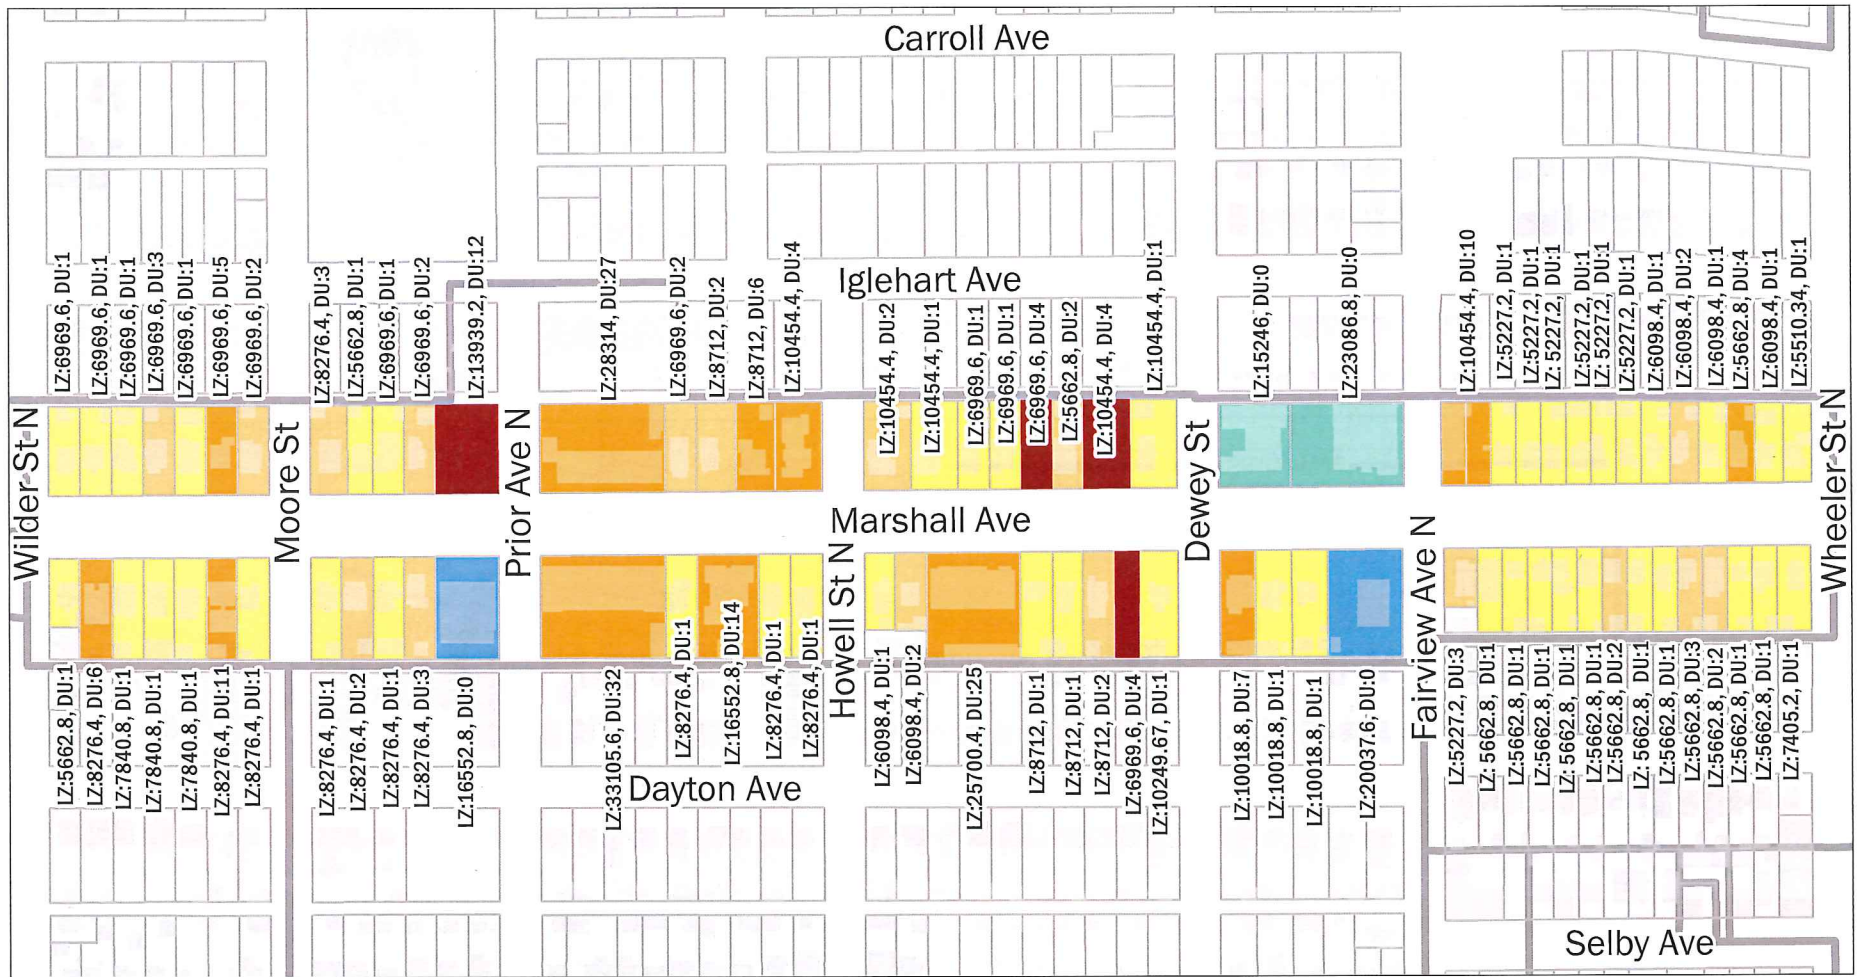 Carroll Ave
LZ:6969.6, DU:1
LZ:6969.6, DU:1
LZ:6969.6, DU:1
LZ:6969.6, DU:3
LZ:6969.6, DU:1
LZ:6969.6, DU:5
LZ:6969.6, DU:2
LZ:8276.4, DU:3
LZ:5662.8, DU:1
LZ:6969.6, DU:1
LZ:6969.6, DU:2
LZ:13939.2, DU:12
LZ:28314, DU:27
LZ:6969.6, DU:2
LZ:8712, DU:2
LZ:8712, DU:6
LZ:10454.4, DU:4
Iglehart Ave
LZ:10454.4, DU:2
LZ:10454.4, DU:1
LZ:6969.6, DU:1
LZ:6969.6, DU:1
LZ:6969.6, DU:4
LZ:5662.8, DU:2
LZ:10454.4, DU:4
LZ:10454.4, DU:1
LZ:15246, DU:0
LZ:23086.8, DU:0
LZ:10454.4, DU:10
LZ:5227.2, DU:1
LZ:5227.2, DU:1
LZ: 5227.2, DU:1
LZ:5227.2, DU:1
LZ: 5227.2, DU:1
LZ:5227.2, DU:1
LZ:6098.4, DU:1
LZ:6098.4, DU:2
LZ:6098.4, DU:1
LZ:5662.8, DU:4
LZ:6098.4, DU:1
LZ:5510.34, DU:1
Wilder St N
Moore St
Prior Ave N
Marshall Ave
Howell St N
Dewey St
Fairview Ave N
Wheeler St N
LZ:5662.8, DU:1
LZ:8276.4, DU:6
LZ:7840.8, DU:1
LZ:7840.8, DU:1
LZ:7840.8, DU:1
LZ:8276.4, DU:11
LZ:8276.4, DU:1
LZ:8276.4, DU:1
LZ:8276.4, DU:2
LZ:8276.4, DU:1
LZ:8276.4, DU:3
LZ:16552.8, DU:0
LZ:33105.6, DU:32
LZ:8276.4, DU:1
LZ:16552.8, DU:14
LZ:8276.4, DU:1
LZ:8276.4, DU:1
LZ:6098.4, DU:1
LZ:6098.4, DU:2
LZ:25700.4, DU:25
LZ:8712, DU:1
LZ:8712, DU:1
LZ:8712, DU:2
LZ:6969.6, DU:4
LZ:10249.67, DU:1
LZ:10018.8, DU:7
LZ:10018.8, DU:1
LZ:10018.8, DU:1
LZ:20037.6, DU:0
LZ:5227.2, DU:3
LZ: 5662.8, DU:1
LZ:5662.8, DU:1
LZ:5662.8, DU:1
LZ: 5662.8, DU:1
LZ:5662.8, DU:1
LZ:5662.8, DU:2
LZ: 5662.8, DU:1
LZ:5662.8, DU:1
LZ:5662.8, DU:3
LZ:5662.8, DU:2
LZ:5662.8, DU:1
LZ:5662.8, DU:1
LZ:7405.2, DU:1
Dayton Ave
Selby Ave